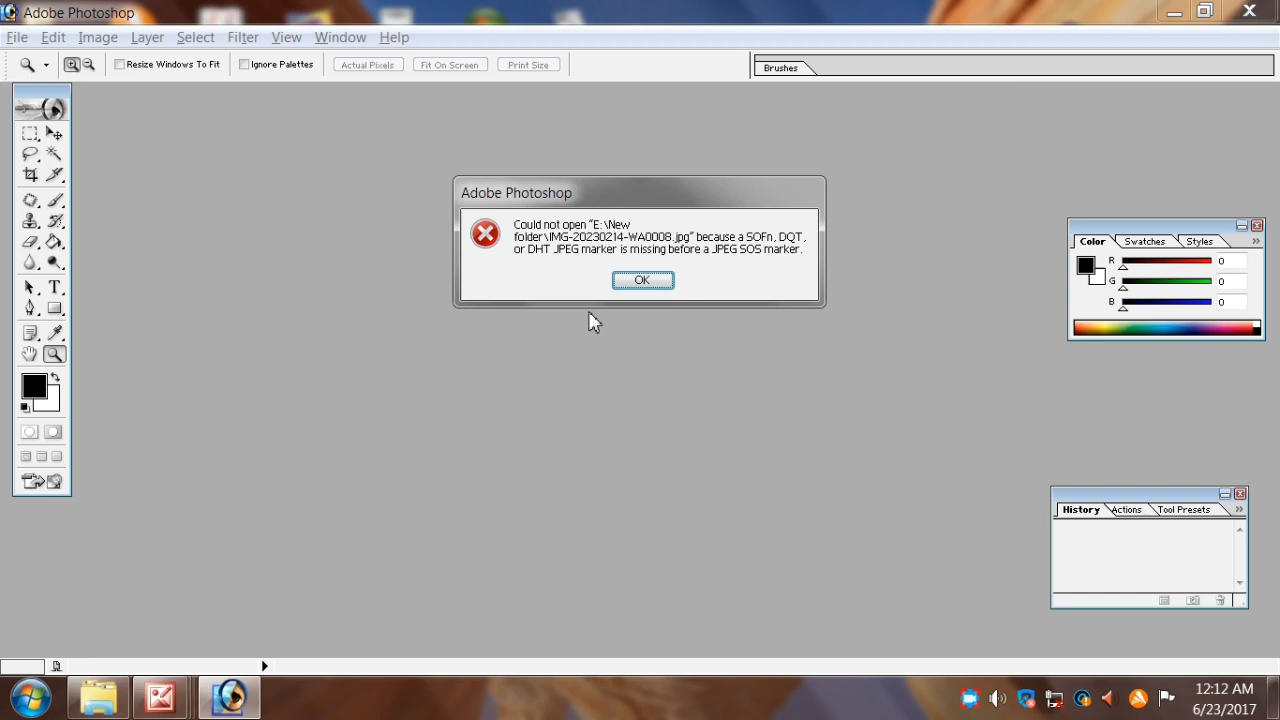 Adobe Photoshop
File Edit Image Layer Select Filter View Window Help
Resize Windows To Fit Ignore Palettes Actual Pixels Fit On Screen Print Size Brushes
Adobe Photoshop
Could not open "E:\New
folder\IMG-20230214-WA0008.jpg" because a SOFn, DQT,
or DHT JPEG marker is missing before a JPEG SOS marker.
OK
Color Swatches Styles
R 0
G 0
B 0
T
History Actions Tool Presets
12:12 AM
6/23/2017